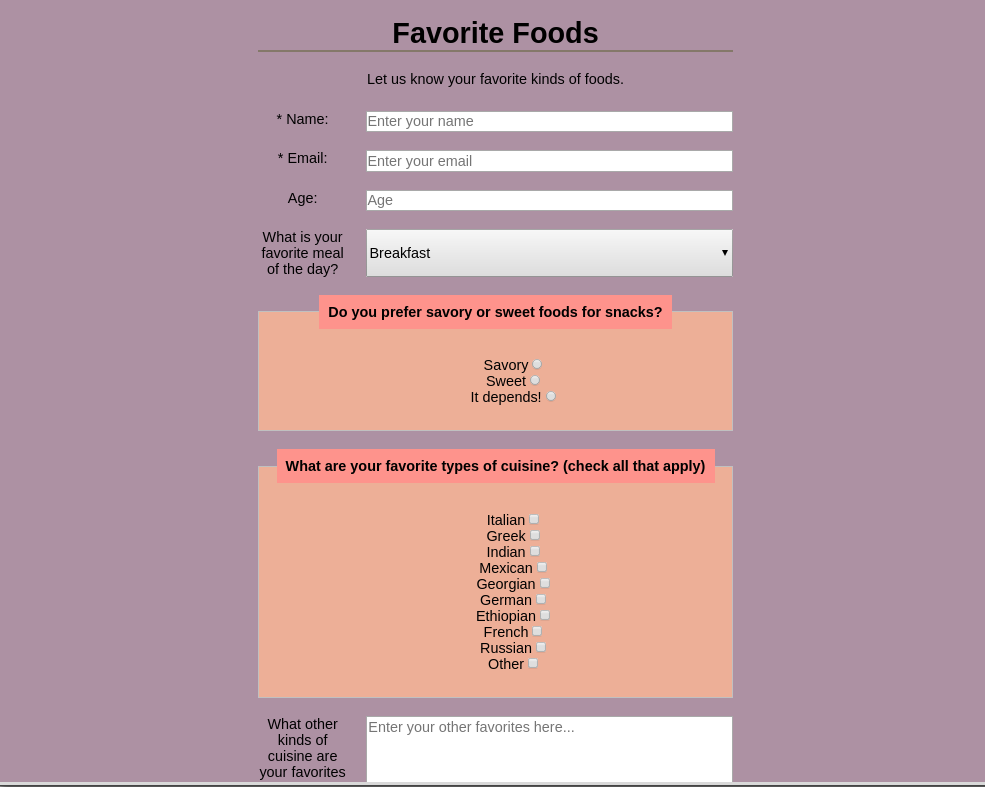 Favorite Foods
Let us know your favorite kinds of foods.
* Name:
Enter your name
* Email:
Enter your email
Age:
Age
What is your
favorite meal
of the day?
Breakfast
Do you prefer savory or sweet foods for snacks?
Savory
Sweet
It depends!
What are your favorite types of cuisine? (check all that apply)
Italian
Greek
Indian
Mexican
Georgian
German
Ethiopian
French
Russian
Other
What other
kinds of
cuisine are
your favorites
Enter your other favorites here...